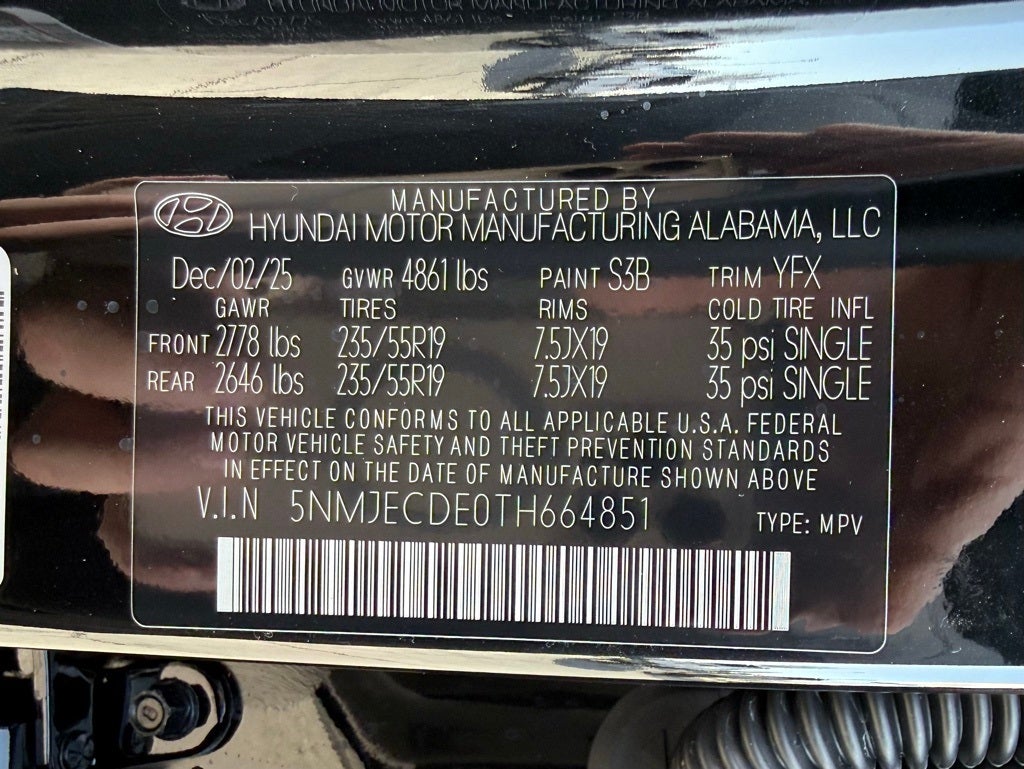 MANUFACTURED BY
HYUNDAI MOTOR MANUFACTURING ALABAMA, LLC
Dec/02/25 GVWR 4861 lbs PAINT S3B TRIM YFX
GAWR TIRES RIMS COLD TIRE INFL
FRONT 2778 lbs 235/55R19 7.5JX19 35 psi SINGLE
REAR 2646 lbs 235/55R19 7.5JX19 35 psi SINGLE
THIS VEHICLE CONFORMS TO ALL APPLICABLE U.S.A. FEDERAL
MOTOR VEHICLE SAFETY AND THEFT PREVENTION STANDARDS
IN EFFECT ON THE DATE OF MANUFACTURE SHOWN ABOVE
V.I.N 5NMJECDE0TH664851 TYPE: MPV